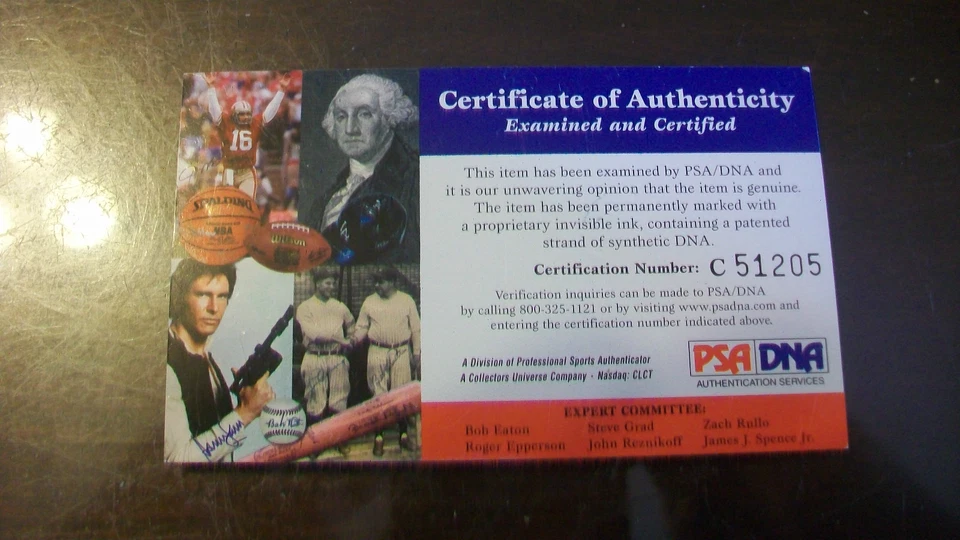 16
SPALDING
NBA
Wilson
Babe Ruth
Certificate of Authenticity
Examined and Certified
This item has been examined by PSA/DNA and
it is our unwavering opinion that the item is genuine.
The item has been permanently marked with
a proprietary invisible ink, containing a patented
strand of synthetic DNA.
Certification Number: C 51205
Verification inquiries can be made to PSA/DNA
by calling 800-325-1121 or by visiting www.psadna.com and
entering the certification number indicated above.
A Division of Professional Sports Authenticator
A Collectors Universe Company - Nasdaq: CLCT
PSA DNA
AUTHENTICATION SERVICES
EXPERT COMMITTEE:
Bob Eaton Steve Grad Zach Rullo
Roger Epperson John Reznikoff James J. Spence Jr.